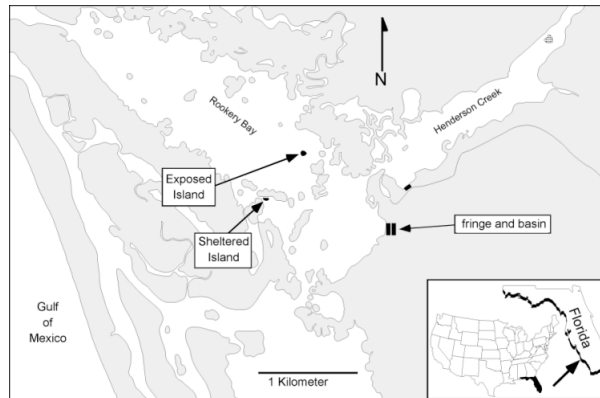 N
Rookery Bay
Henderson Creek
Exposed
Island
Sheltered
Island
fringe and basin
Gulf
of
Mexico
1 Kilometer
Florida